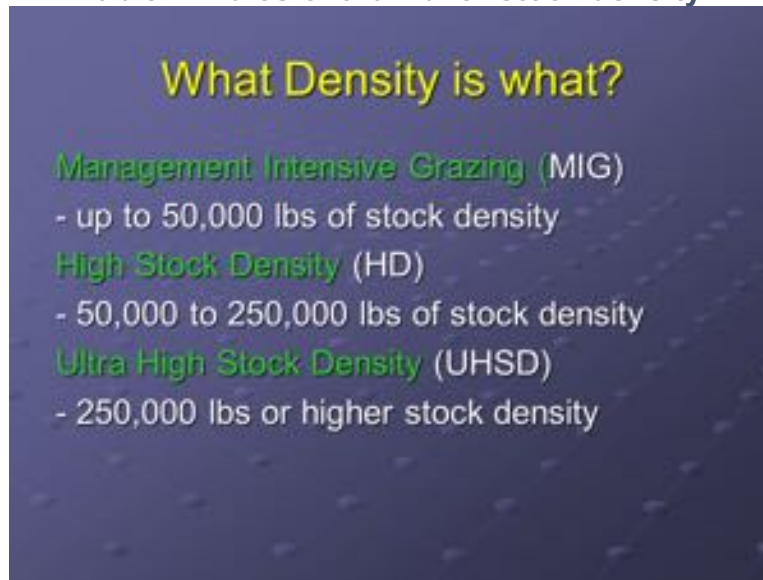 What Density is what?
Management Intensive Grazing (MIG)
- up to 50,000 lbs of stock density
High Stock Density (HD)
- 50,000 to 250,000 lbs of stock density
Ultra High Stock Density (UHSD)
- 250,000 lbs or higher stock density